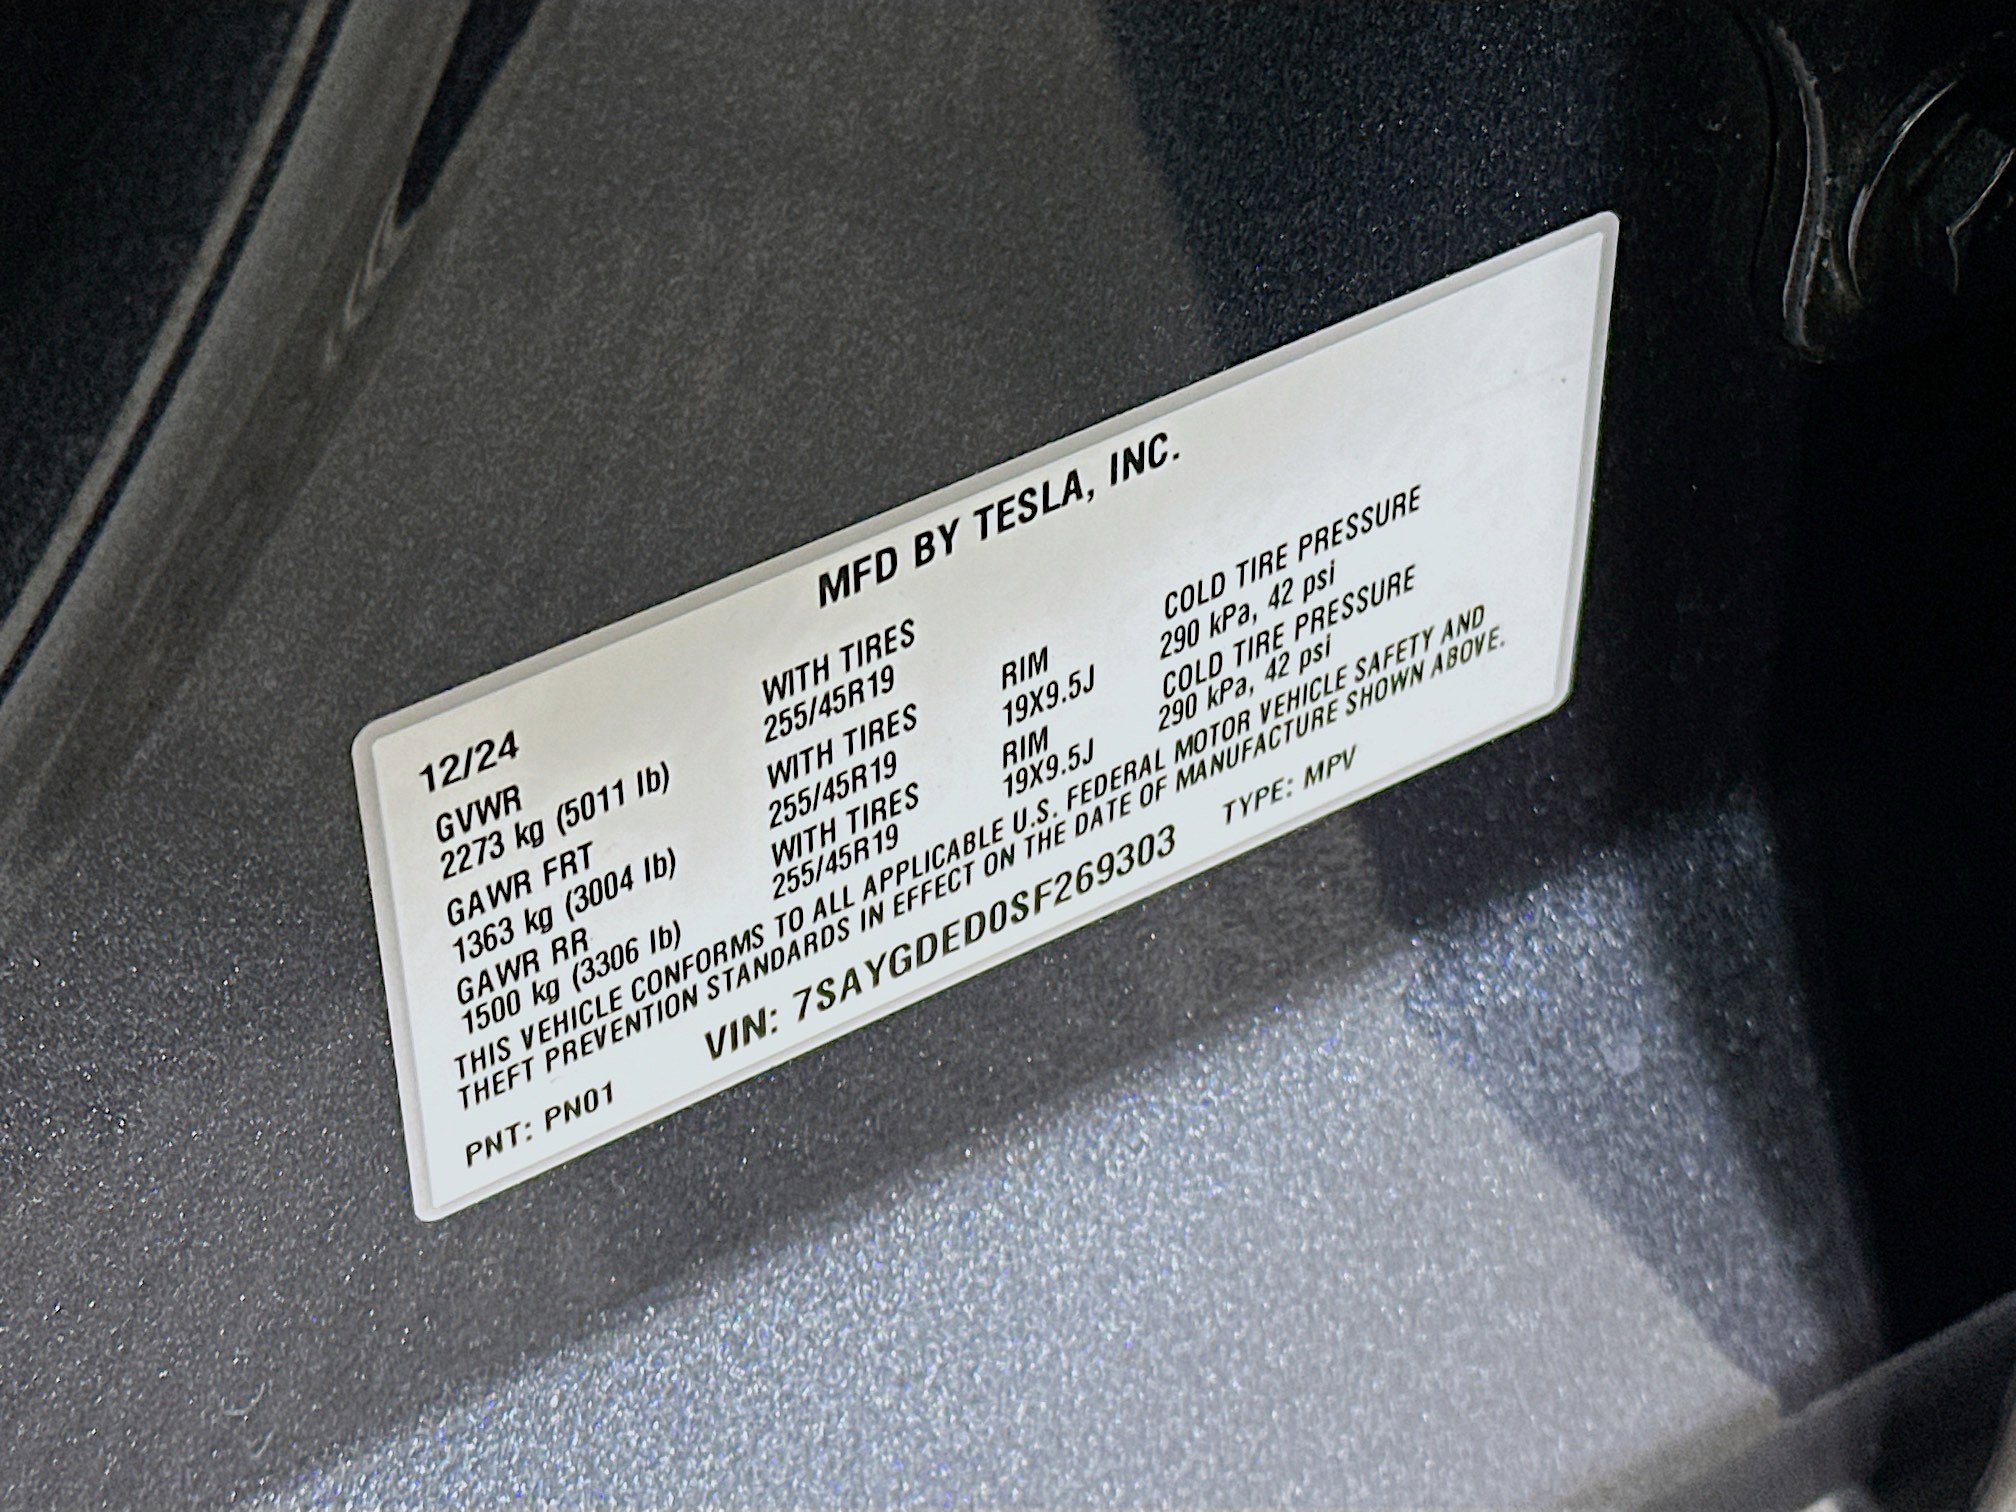 MFD BY TESLA, INC.
12/24
GVWR
2273 kg (5011 lb)
WITH TIRES
255/45R19
RIM
19X9.5J
COLD TIRE PRESSURE
290 kPa, 42 psi
GAWR FRT
1363 kg (3004 lb)
WITH TIRES
255/45R19
RIM
19X9.5J
COLD TIRE PRESSURE
290 kPa, 42 psi
GAWR RR
1500 kg (3306 lb)
WITH TIRES
255/45R19
THIS VEHICLE CONFORMS TO ALL APPLICABLE U.S. FEDERAL MOTOR VEHICLE SAFETY AND
THEFT PREVENTION STANDARDS IN EFFECT ON THE DATE OF MANUFACTURE SHOWN ABOVE.
PNT: PN01 VIN: 7SAYGDED0SF269303 TYPE: MPV